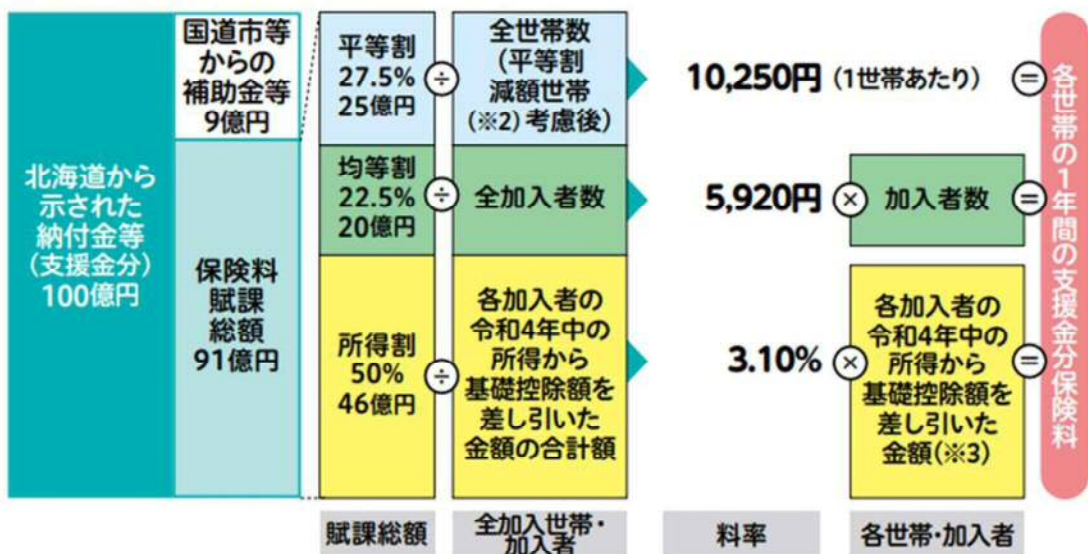 北海道から
示された
納付金等
(支援金分)
100億円
国道市等
からの
補助金等
9億円
保険料
賦課
総額
91億円
平等割
27.5%
25億円
÷
全世帯数
(平等割
減額世帯
(※2)考慮後)
10,250円 (1世帯あたり)
=
均等割
22.5%
20億円
÷
全加入者数
5,920円
×
加入者数
=
所得割
50%
46億円
÷
各加入者の
令和4年中の
所得から
基礎控除額を
差し引いた
金額の合計額
3.10%
×
各加入者の
令和4年中の
所得から
基礎控除額を
差し引いた
金額(※3)
=
各世帯の1年間の支援金分保険料
賦課総額
全加入世帯・
加入者
料率
各世帯・加入者